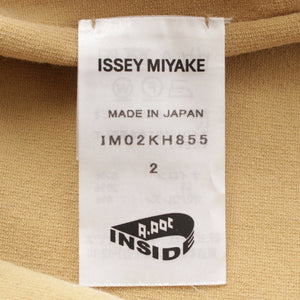 ISSEY MIYAKE
MADE IN JAPAN
IM02KH855
2
A.POC
INSIDE